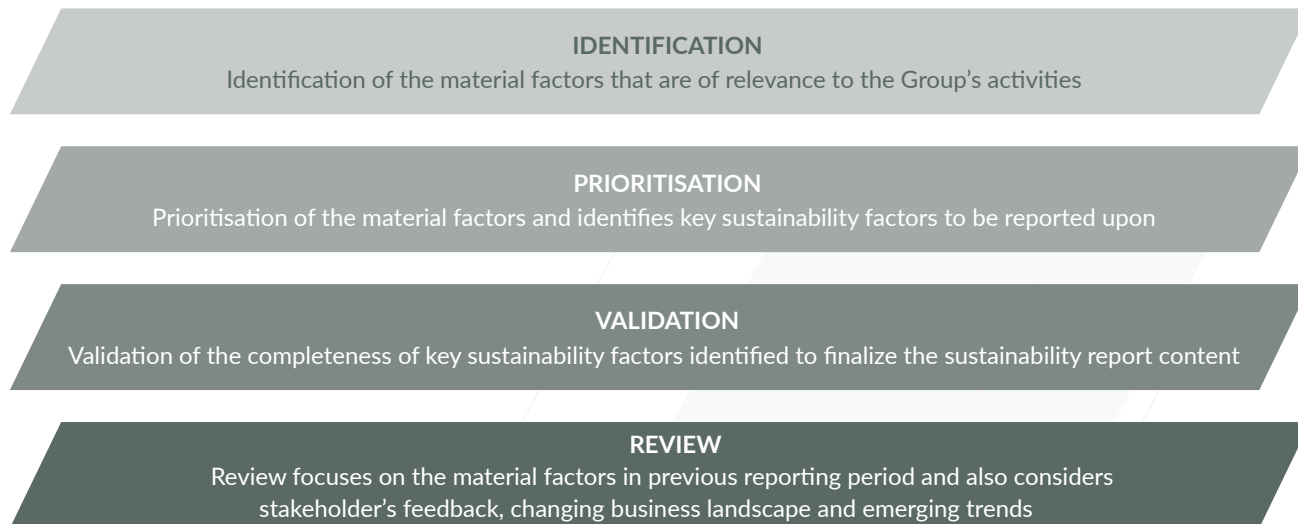 IDENTIFICATION
Identification of the material factors that are of relevance to the Group’s activities
PRIORITISATION
Prioritisation of the material factors and identifies key sustainability factors to be reported upon
VALIDATION
Validation of the completeness of key sustainability factors identified to finalize the sustainability report content
REVIEW
Review focuses on the material factors in previous reporting period and also considers
stakeholder’s feedback, changing business landscape and emerging trends